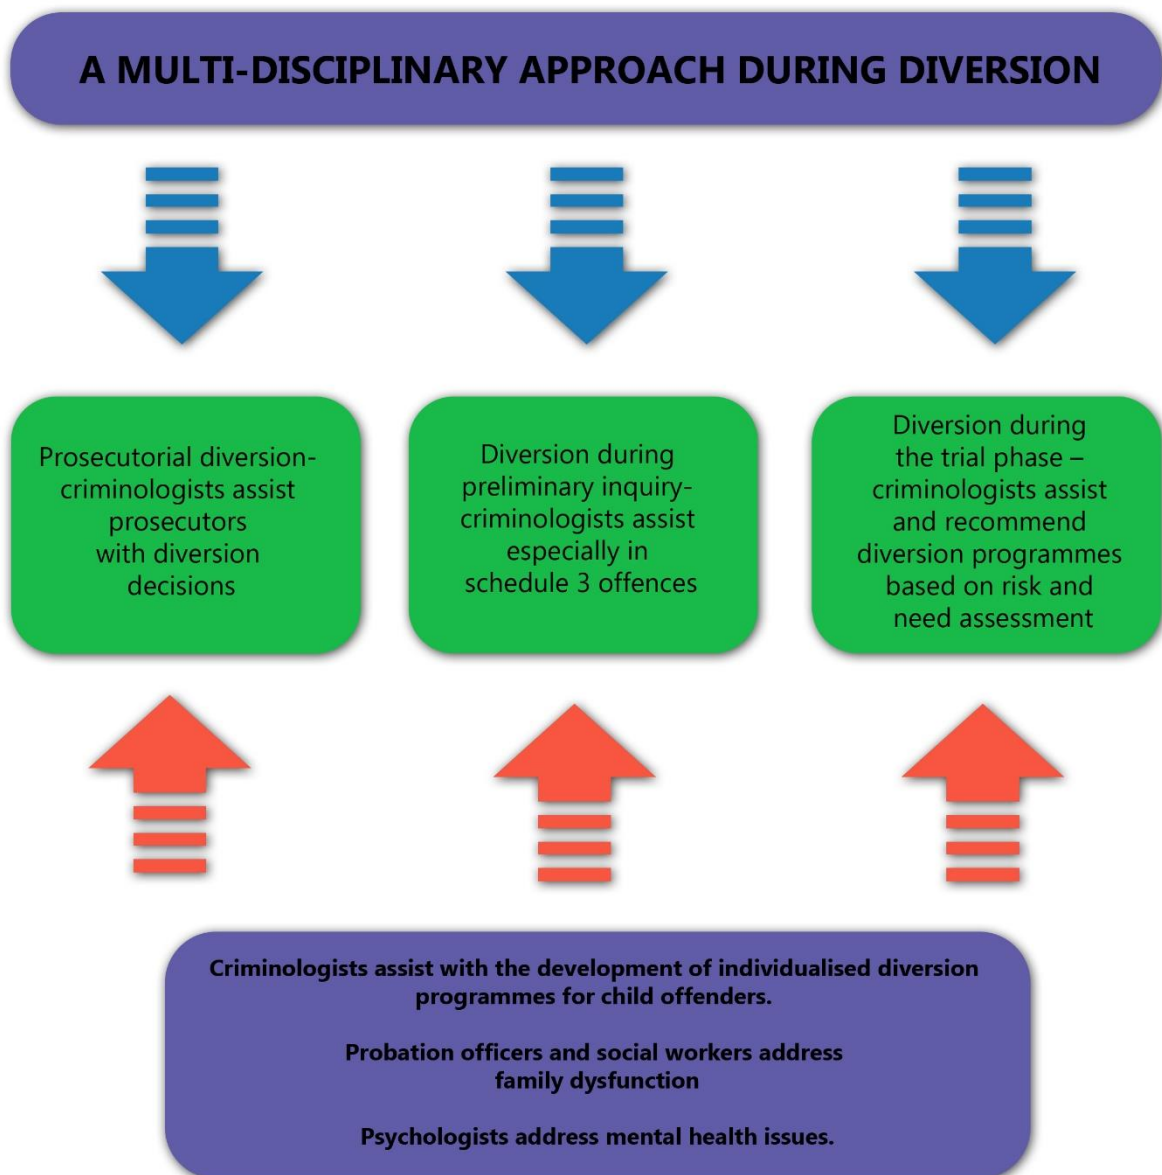 A MULTI-DISCIPLINARY APPROACH DURING DIVERSION
Prosecutorial diversion-
criminologists assist
prosecutors
with diversion
decisions
Diversion during
preliminary inquiry-
criminologists assist
especially in
schedule 3 offences
Diversion during
the trial phase –
criminologists assist
and recommend
diversion programmes
based on risk and
need assessment
Criminologists assist with the development of individualised diversion
programmes for child offenders.
Probation officers and social workers address
family dysfunction
Psychologists address mental health issues.